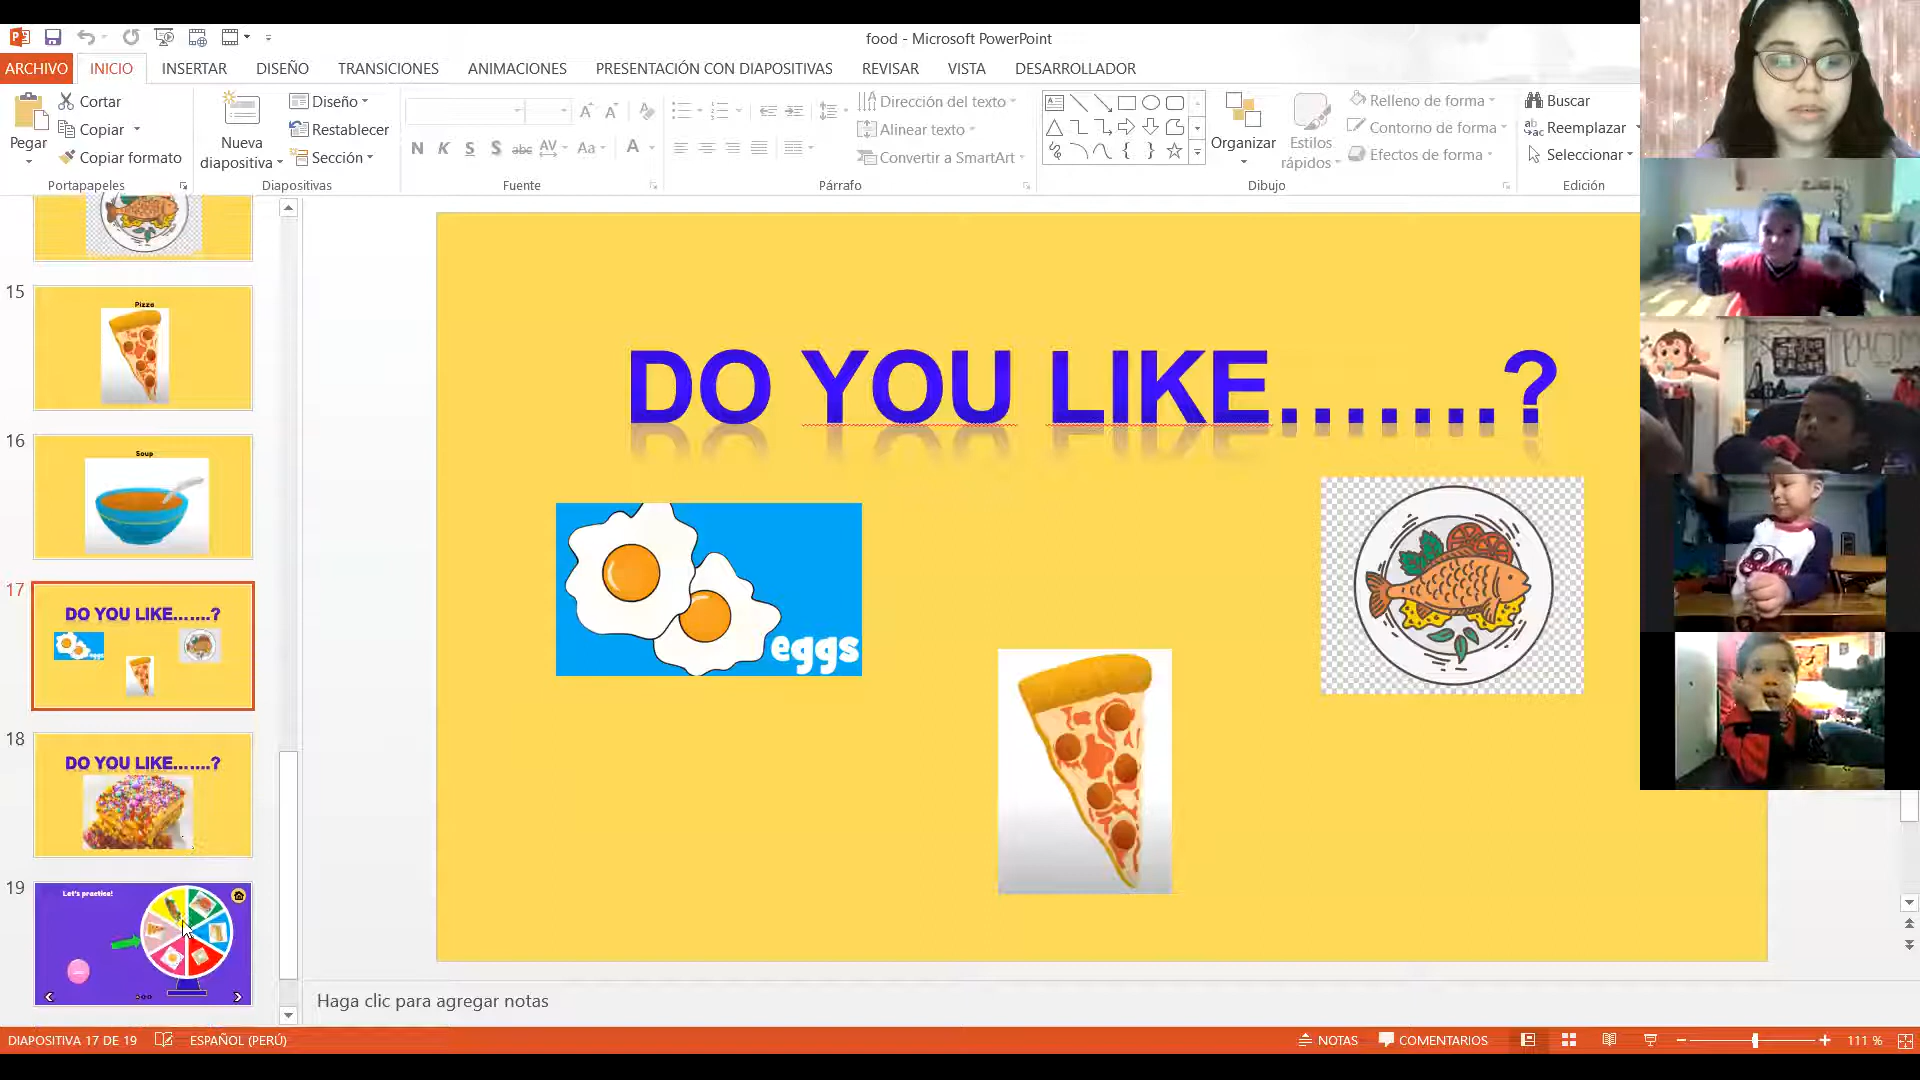 food - Microsoft PowerPoint
ARCHIVO INICIO INSERTAR DISEÑO TRANSICIONES ANIMACIONES PRESENTACIÓN CON DIAPOSITIVAS REVISAR VISTA DESARROLLADOR
Pegar
Cortar
Copiar
Copiar formato
Portapapeles
Nueva
diapositiva
Diseño
Restablecer
Sección
Diapositivas
N K S S abc AV Aa A
Fuente
Dirección del texto
Alinear texto
Convertir a SmartArt
Párrafo
Organizar
Estilos
rápidos
Relleno de forma
Contorno de forma
Efectos de forma
Dibujo
Buscar
Reemplazar
Seleccionar
Edición
15
Pizza
16
Soup
17
DO YOU LIKE.......?
eggs
18
DO YOU LIKE.......?
19
Let's practice!
DO YOU LIKE.......?
eggs
Haga clic para agregar notas
DIAPOSITIVA 17 DE 19 ESPAÑOL (PERÚ) NOTAS COMENTARIOS 111 %